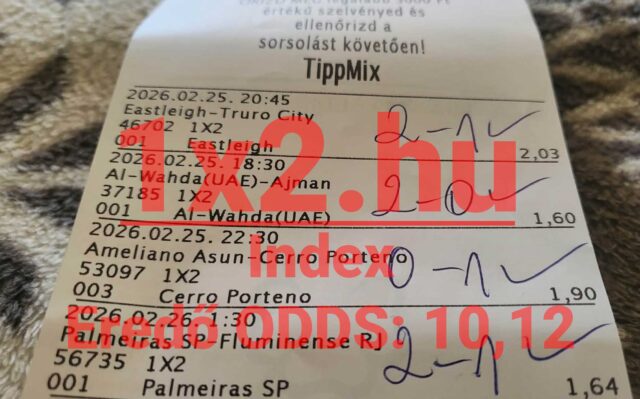 értékű szelvényed és
ellenőrizd a
sorsolást követően!
TippMix
2026.02.25. 20:45
Eastleigh-Truro City
46702 1X2
001 Eastleigh 2,03
2-1
2026.02.25. 18:30
Al-Wahda(UAE)-Ajman
37185 1X2
001 Al-Wahda(UAE) 1,60
2-0
2026.02.25. 22:30
Ameliano Asun-Cerro Porteno
53097 1X2
003 Cerro Porteno 1,90
0-1
2026.02.26. 1:30
Palmeiras SP-Fluminense RJ
56735 1X2
001 Palmeiras SP 1,64
2-1
1x2.hu
Index
Eredő ODDS: 10,12